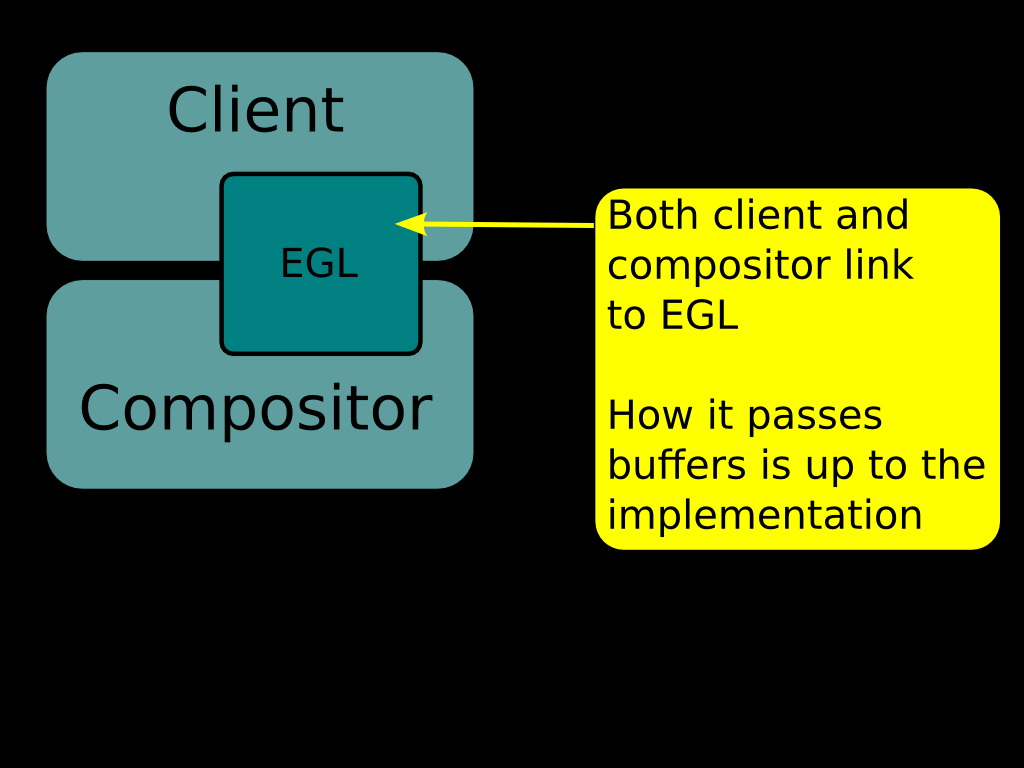 Client
EGL
Compositor
Both client and
compositor link
to EGL
How it passes
buffers is up to the
implementation